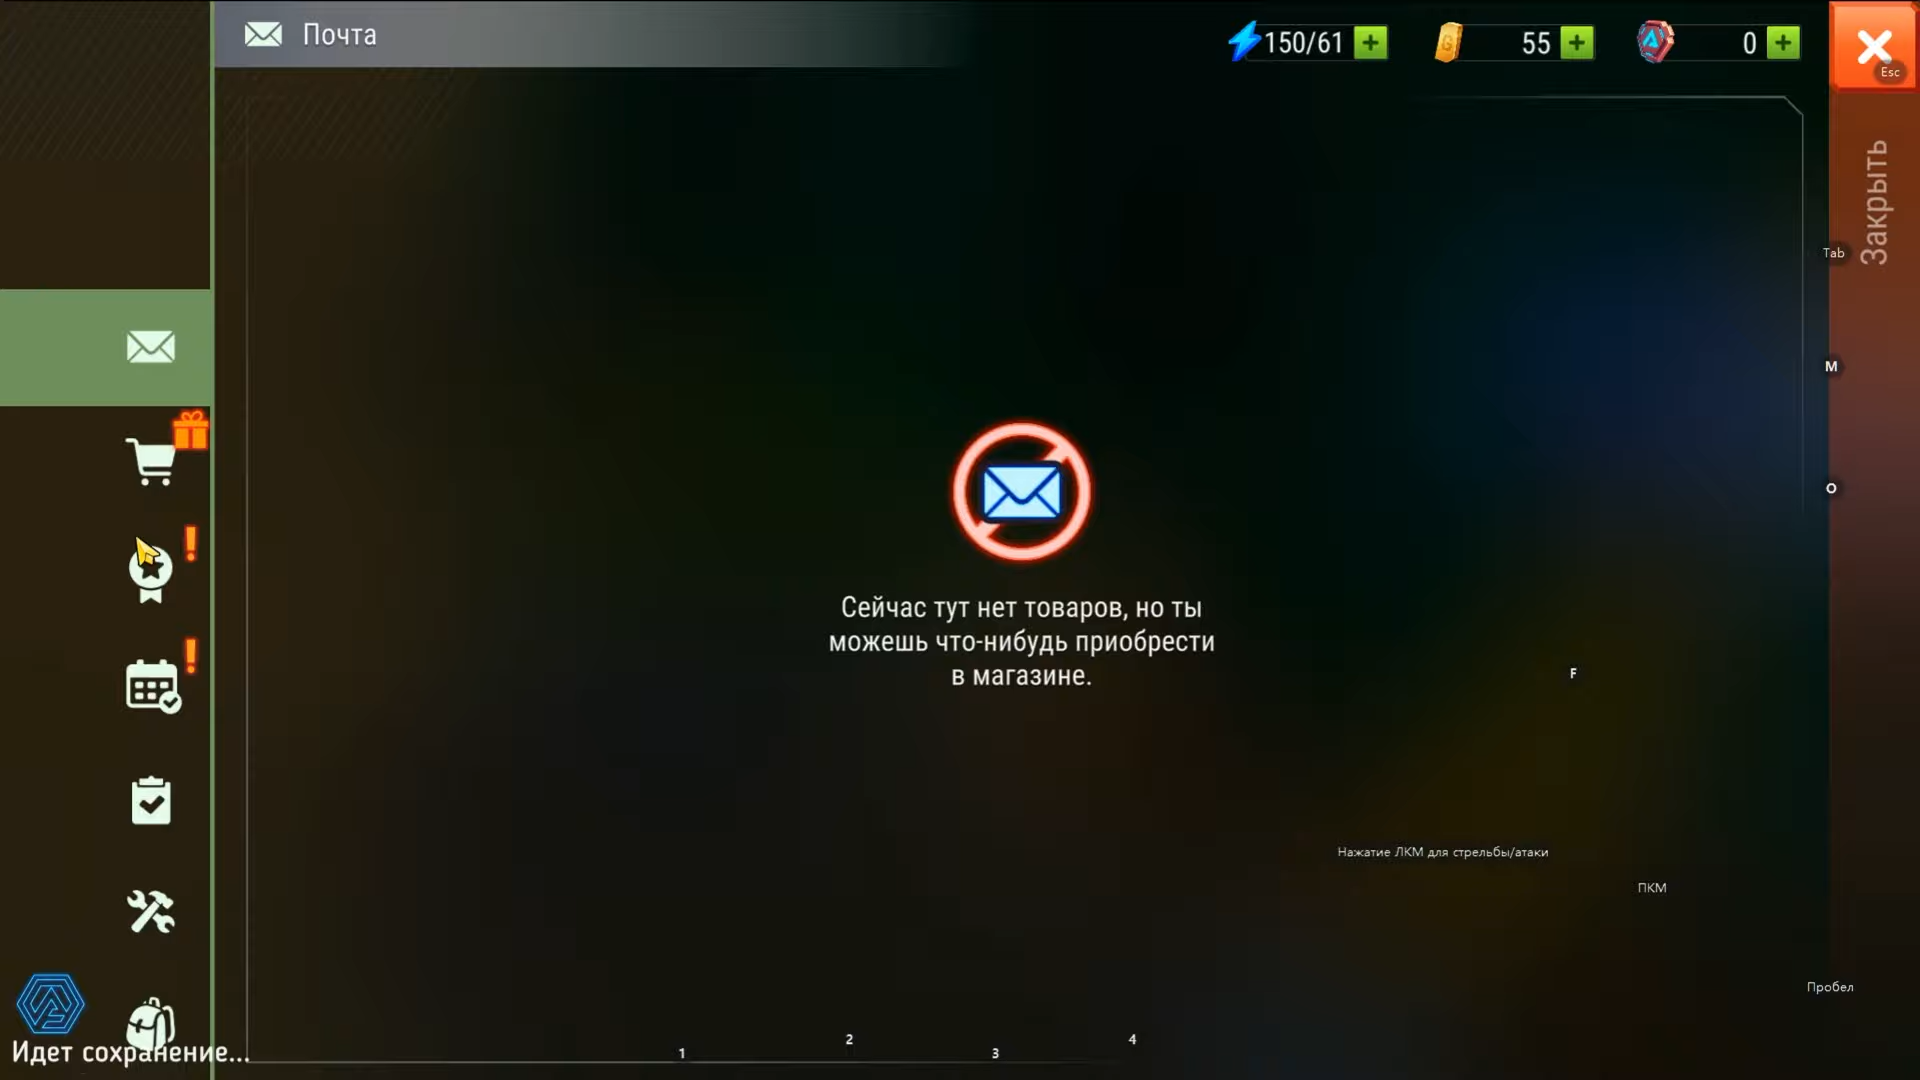 Почта
150/61
55
0
Esc
Закрыть
Tab
M
O
Сейчас тут нет товаров, но ты
можешь что-нибудь приобрести
в магазине.
F
Нажатие ЛКМ для стрельбы/атаки
ПКМ
Пробел
Идет сохранение...
1
2
3
4